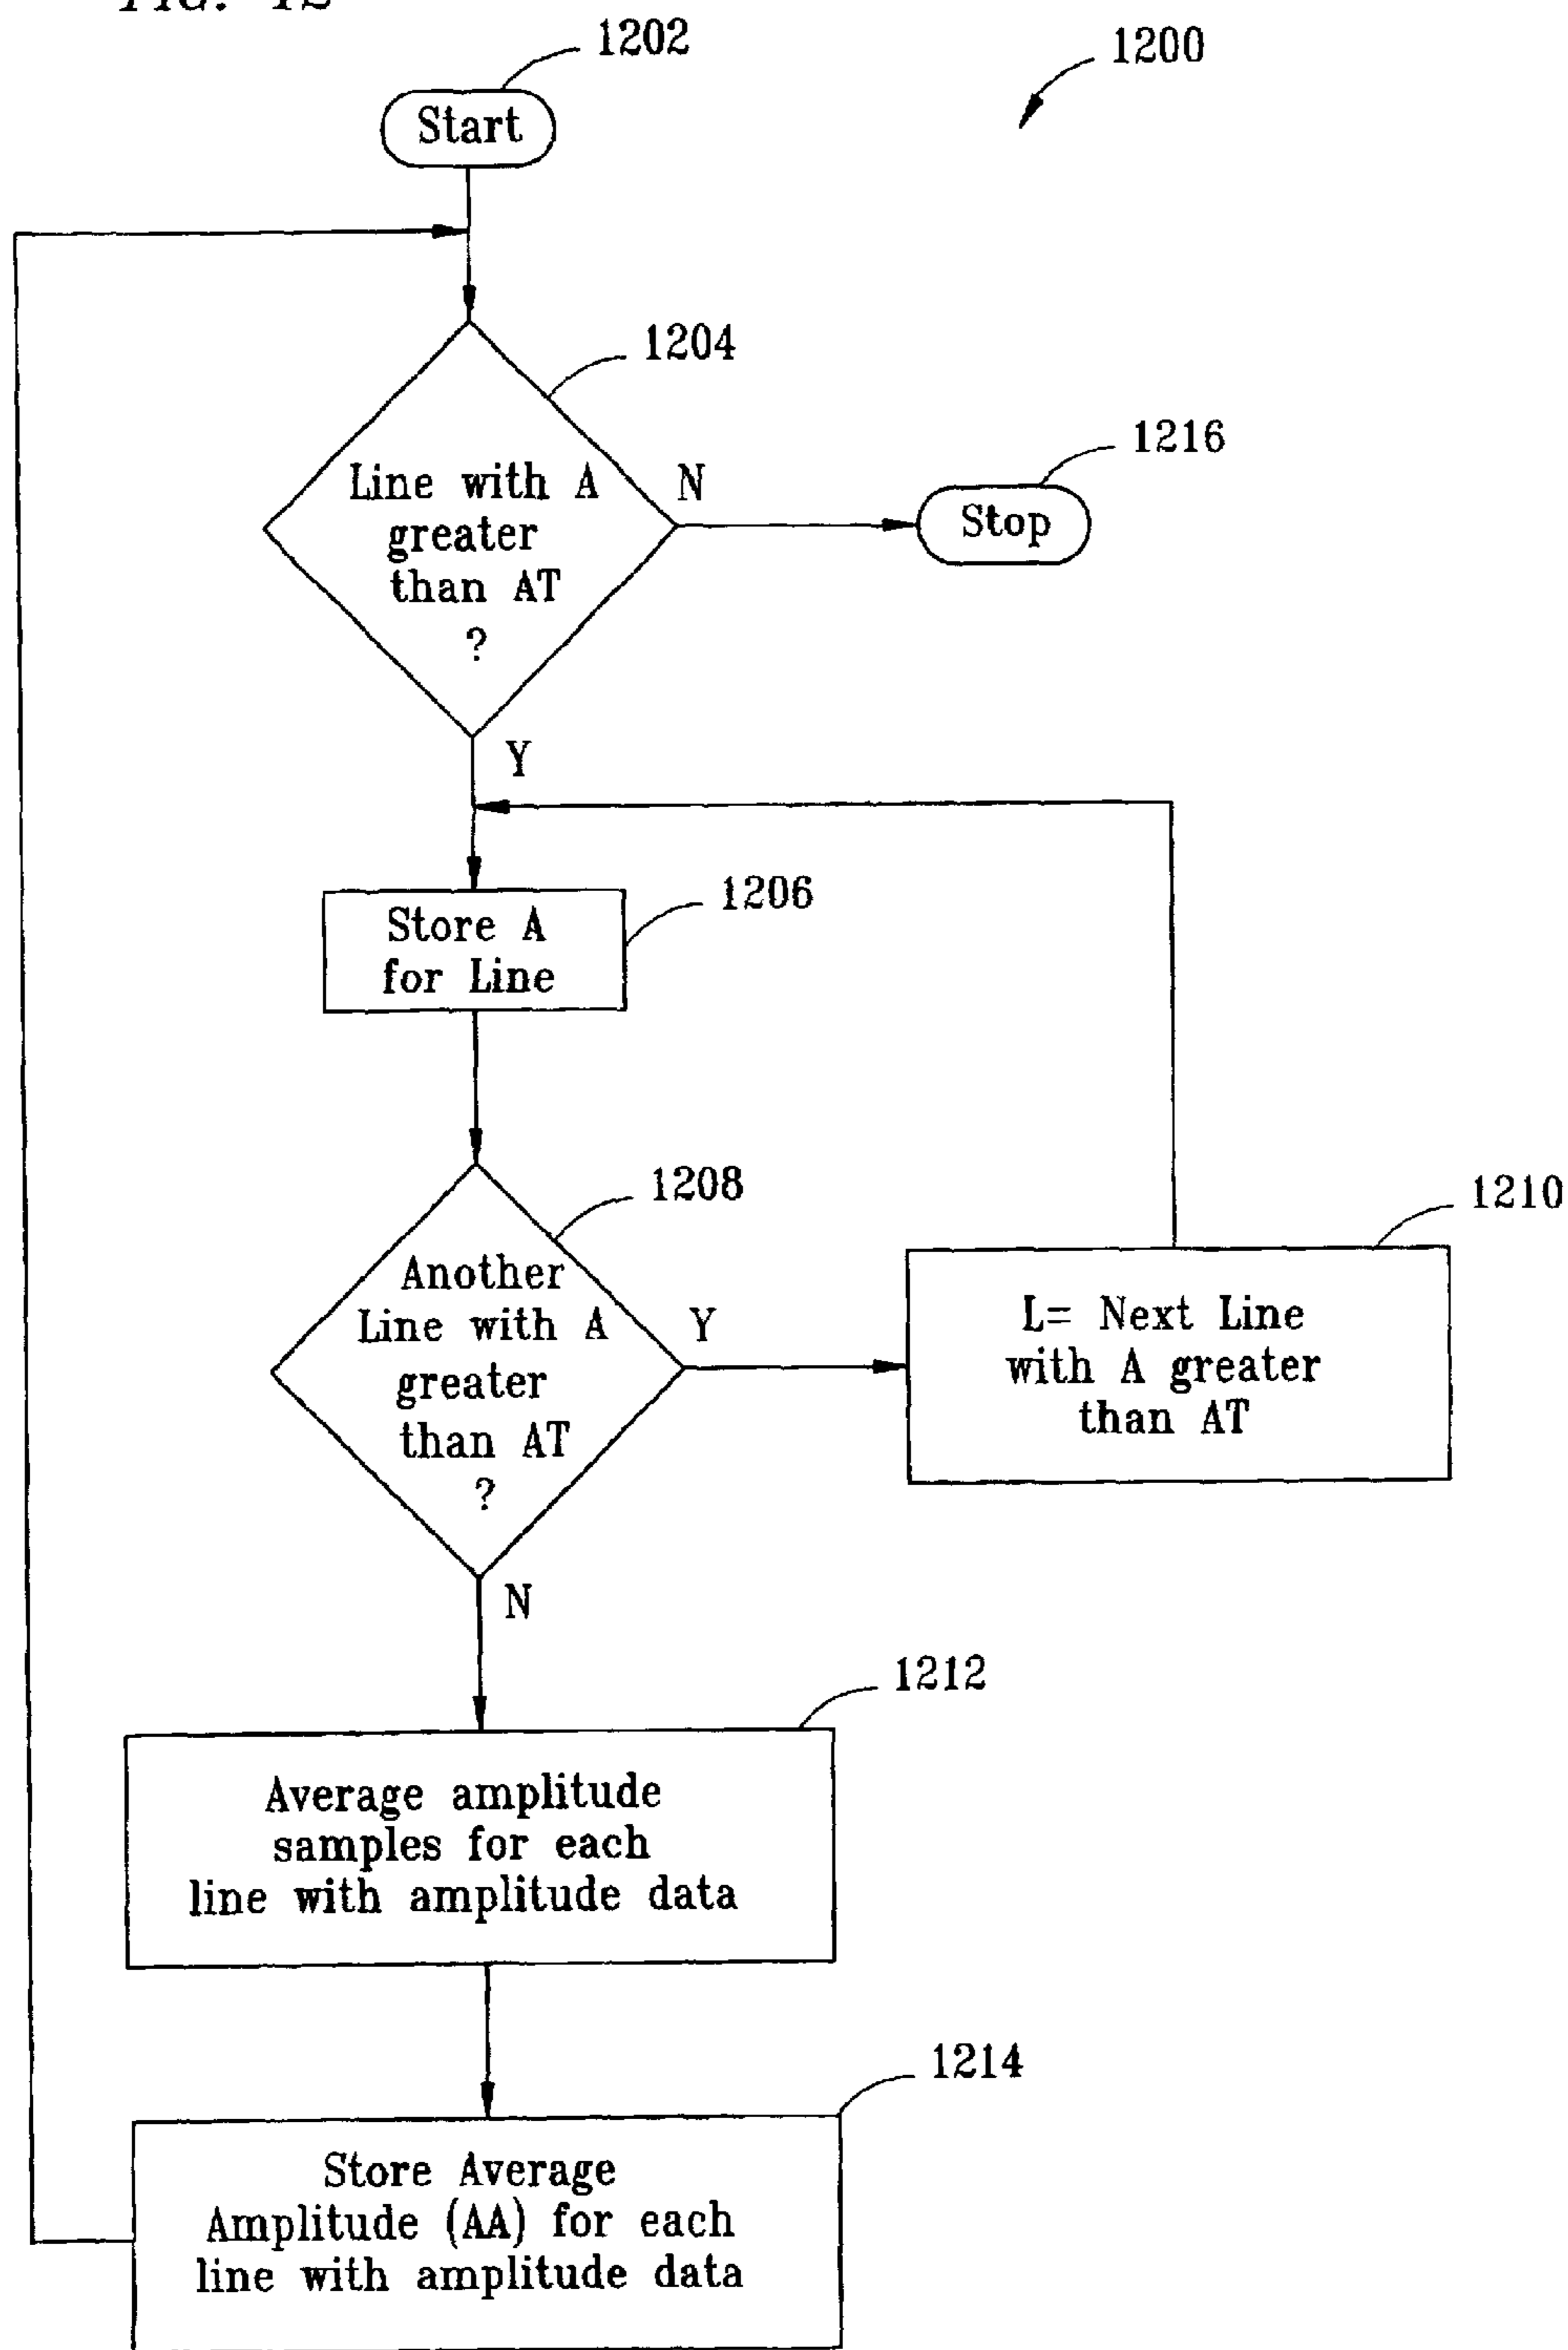 FIG. 12
1202
1200
Start
1204
Line with A
greater
than AT
?
N
1216
Stop
Y
1206
Store A
for Line
1208
Another
Line with A
greater
than AT
?
Y
1210
L= Next Line
with A greater
than AT
N
1212
Average amplitude
samples for each
line with amplitude data
1214
Store Average
Amplitude (AA) for each
line with amplitude data